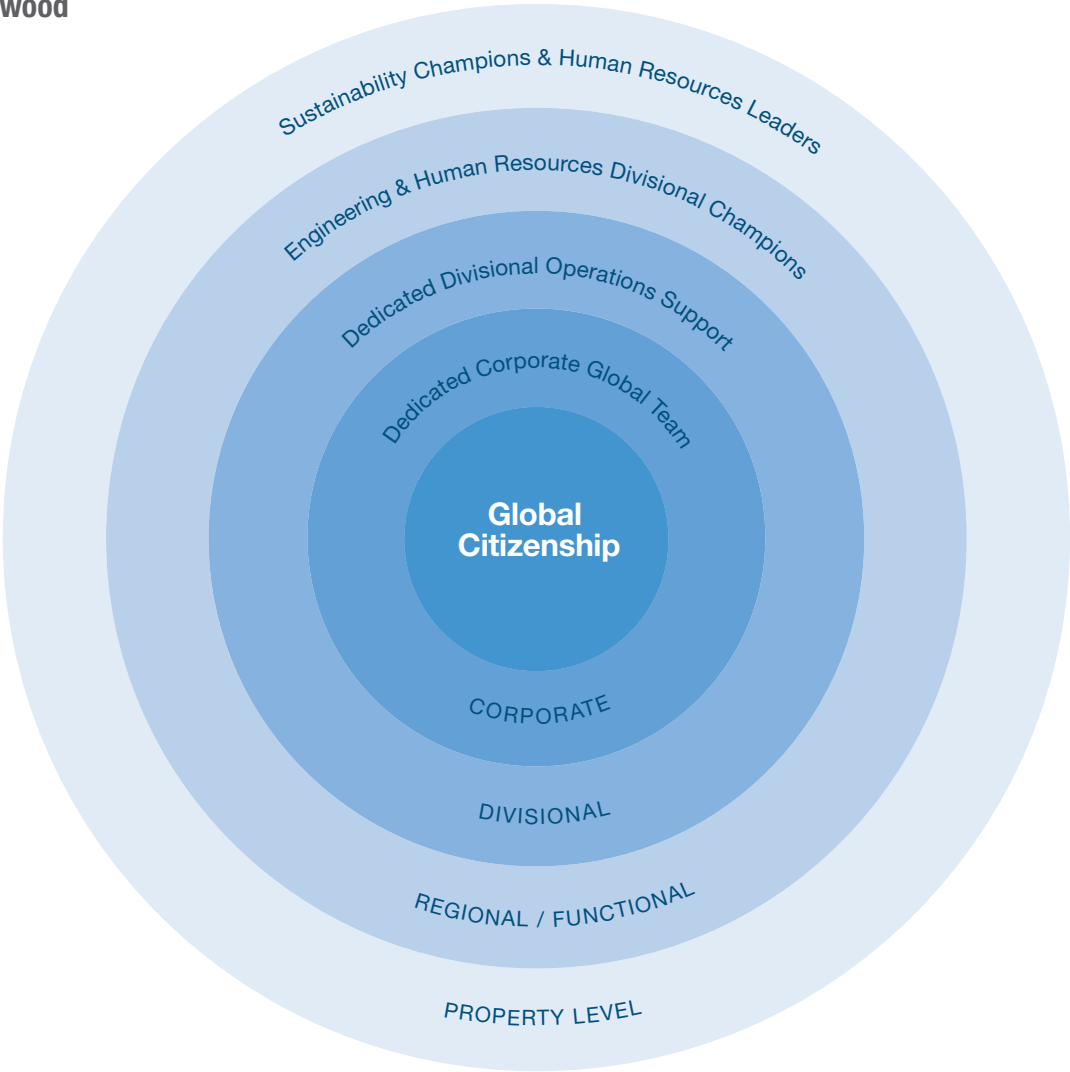 wood
Sustainability Champions & Human Resources Leaders
Engineering & Human Resources Divisional Champions
Dedicated Divisional Operations Support
Dedicated Corporate Global Team
Global
Citizenship
CORPORATE
DIVISIONAL
REGIONAL / FUNCTIONAL
PROPERTY LEVEL